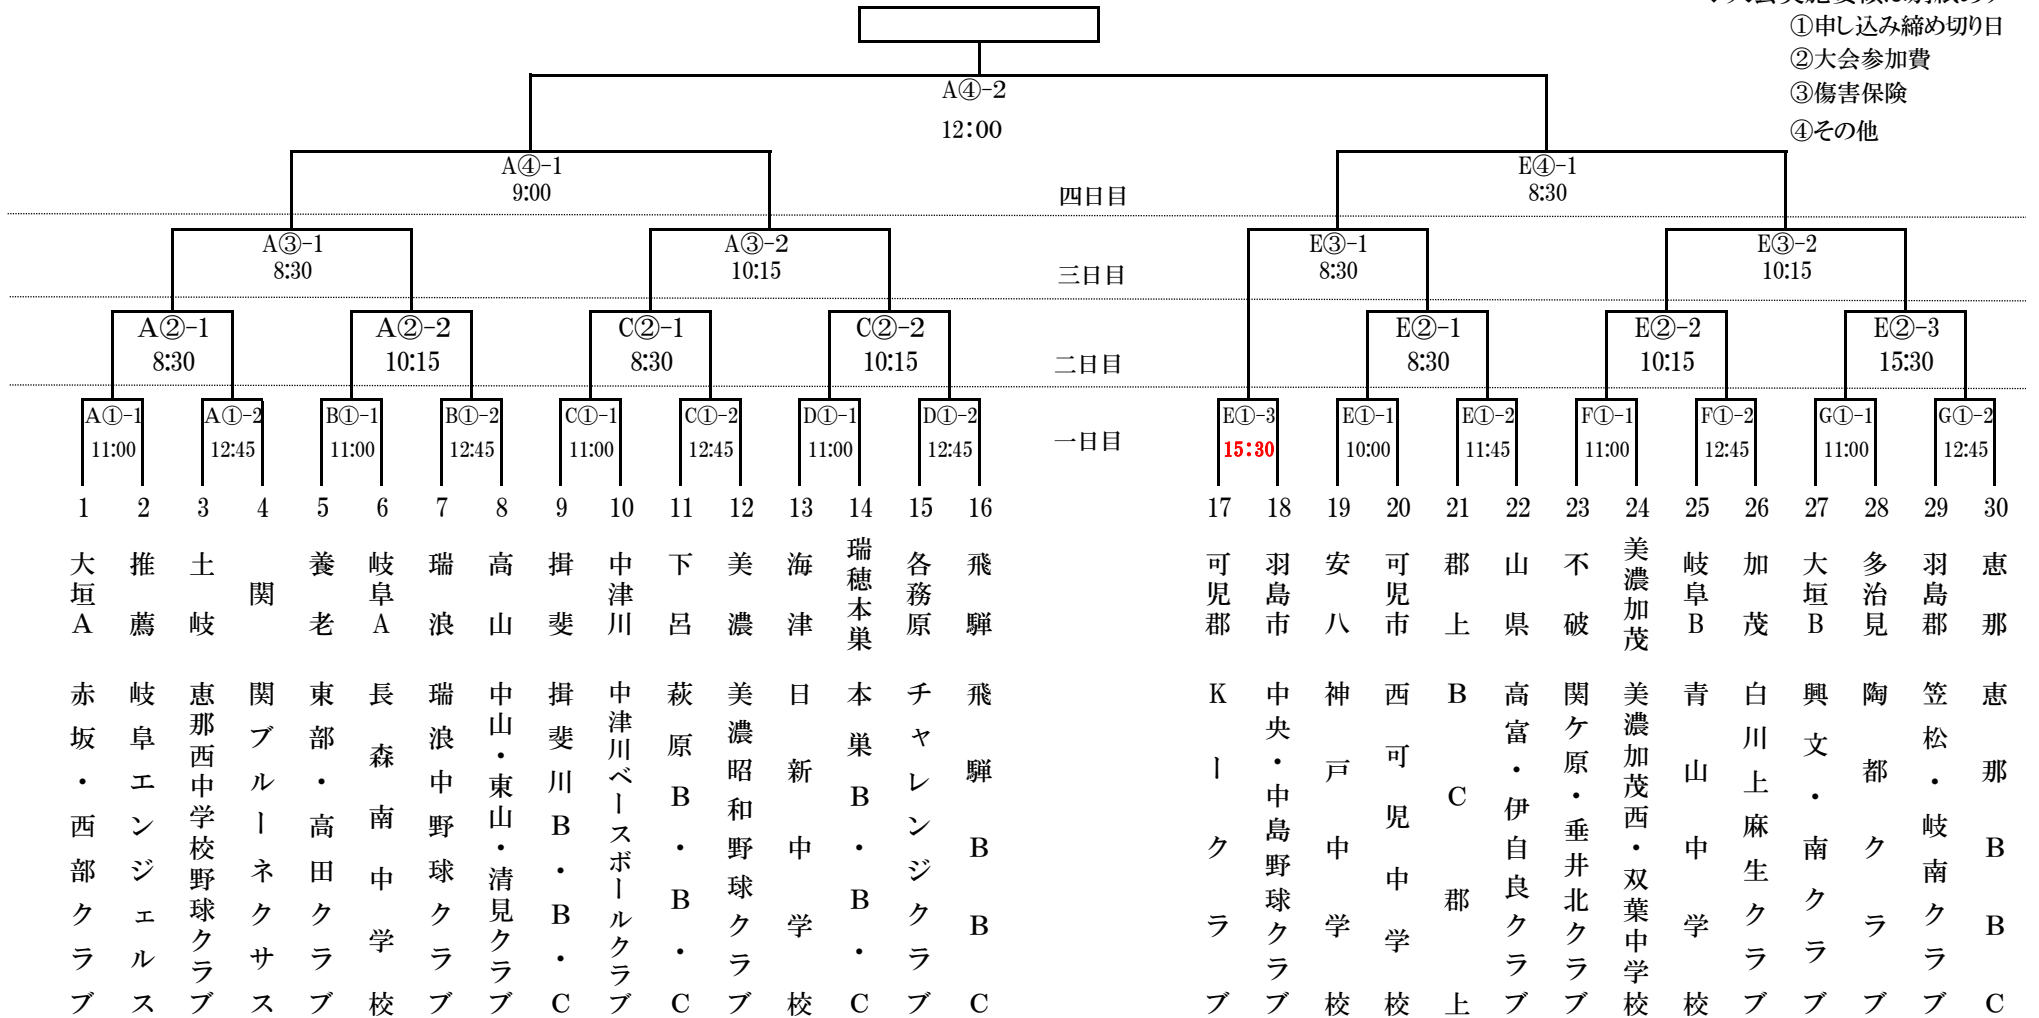 ①申し込み締め切り日
②大会参加費
③傷害保険
④その他
A④-2
12:00
A④-1
9:00
E④-1
8:30
四日目
A③-1
8:30
A③-2
10:15
E③-1
8:30
E③-2
10:15
三日目
A②-1
8:30
A②-2
10:15
C②-1
8:30
C②-2
10:15
E②-1
8:30
E②-2
10:15
E②-3
15:30
二日目
A①-1
11:00
A①-2
12:45
B①-1
11:00
B①-2
12:45
C①-1
11:00
C①-2
12:45
D①-1
11:00
D①-2
12:45
一日目
E①-3
15:30
E①-1
10:00
E①-2
11:45
F①-1
11:00
F①-2
12:45
G①-1
11:00
G①-2
12:45
1 大垣A 赤坂・西部クラブ
2 推薦 岐阜エンジェルス
3 土岐 恵那西中学校野球クラブ
4 関 関ブルーネクサス
5 養老 東部・高田クラブ
6 岐阜A 長森南中学校
7 瑞浪 瑞浪中野球クラブ
8 高山 中山・東山・清見クラブ
9 揖斐 揖斐川B・B・C
10 中津川 中津川ベースボールクラブ
11 下呂 萩原B・B・C
12 美濃 美濃昭和野球クラブ
13 海津 日新中学校
14 瑞穂本巣 本巣B・B・C
15 各務原 チャレンジクラブ
16 飛騨 飛騨BBC
17 可児郡 Kークラブ
18 羽島市 中央・中島野球クラブ
19 安八 神戸中学校
20 可児市 西可児中学校
21 郡上 BC郡上
22 山県 高富・伊自良クラブ
23 不破 関ケ原・垂井北クラブ
24 美濃加茂 美濃加茂西・双葉中学校
25 岐阜B 青山中学校
26 加茂 白川上麻生クラブ
27 大垣B 興文・南クラブ
28 多治見 陶都クラブ
29 羽島郡 笠松・岐南クラブ
30 恵那 恵那BBC